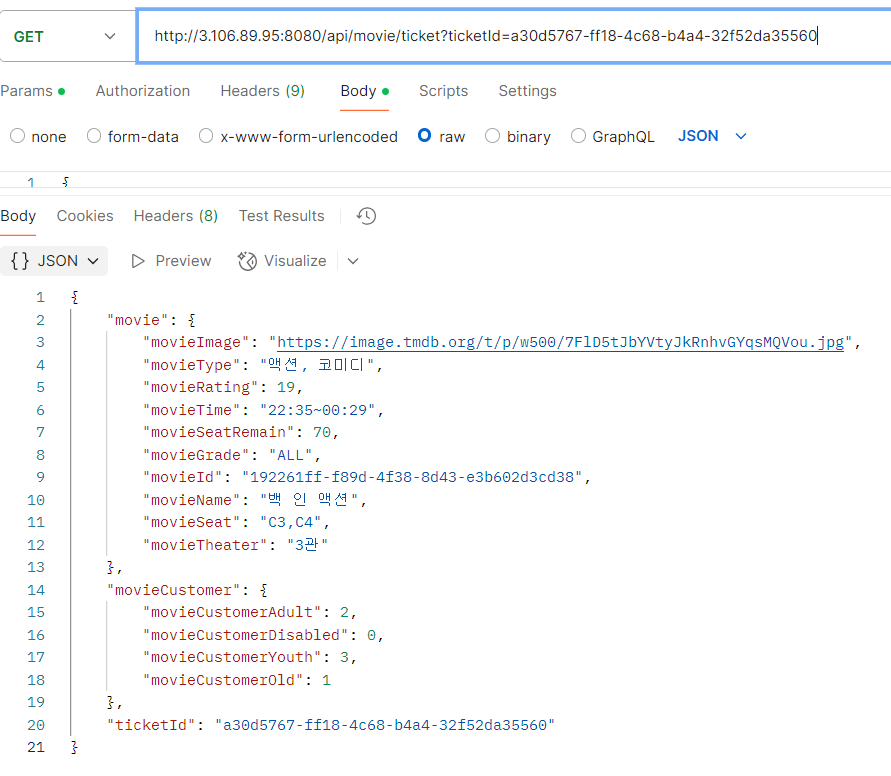 GET http://3.106.89.95:8080/api/movie/ticket?ticketId=a30d5767-ff18-4c68-b4a4-32f52da35560
Params Authorization Headers (9) Body Scripts Settings
none form-data x-www-form-urlencoded raw binary GraphQL JSON
1 {
Body Cookies Headers (8) Test Results
{} JSON Preview Visualize
1 {
2 "movie": {
3 "movieImage": "https://image.tmdb.org/t/p/w500/7FlD5tJbYVtyJkRnhvGYqsMQVou.jpg",
4 "movieType": "액션, 코미디",
5 "movieRating": 19,
6 "movieTime": "22:35~00:29",
7 "movieSeatRemain": 70,
8 "movieGrade": "ALL",
9 "movieId": "192261ff-f89d-4f38-8d43-e3b602d3cd38",
10 "movieName": "백 인 액션",
11 "movieSeat": "C3,C4",
12 "movieTheater": "3관"
13 },
14 "movieCustomer": {
15 "movieCustomerAdult": 2,
16 "movieCustomerDisabled": 0,
17 "movieCustomerYouth": 3,
18 "movieCustomerOld": 1
19 },
20 "ticketId": "a30d5767-ff18-4c68-b4a4-32f52da35560"
21 }